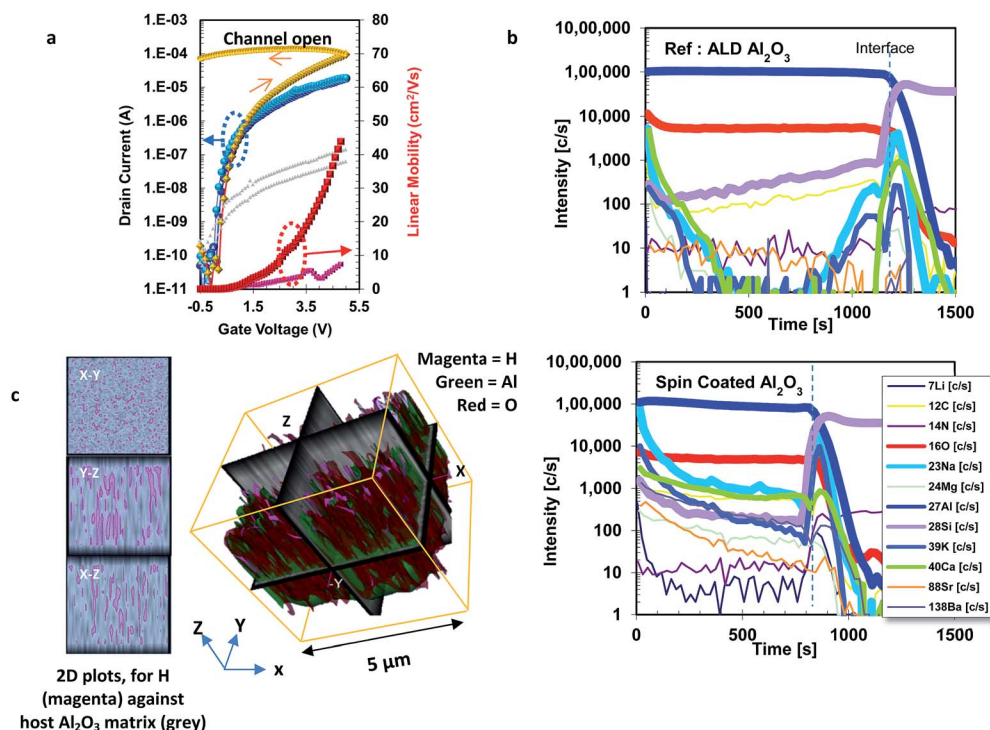 a
Channel open
1.E-03
1.E-04
1.E-05
1.E-06
1.E-07
1.E-08
1.E-09
1.E-10
1.E-11
Drain Current (A)
80
70
60
50
40
30
20
10
0
Linear Mobility (cm²/Vs)
-0.5 1.5 3.5 5.5
Gate Voltage (V)
b
Ref : ALD Al₂O₃
Interface
10,00,000
1,00,000
10,000
1,000
100
10
1
Intensity [c/s]
0 500 1000 1500
Time [s]
Spin Coated Al₂O₃
10,00,000
1,00,000
10,000
1,000
100
10
1
Intensity [c/s]
0 500 1000 1500
Time [s]
7Li [c/s]
12C [c/s]
14N [c/s]
16O [c/s]
23Na [c/s]
24Mg [c/s]
27Al [c/s]
28Si [c/s]
39K [c/s]
40Ca [c/s]
88Sr [c/s]
138Ba [c/s]
c
X-Y
Y-Z
X-Z
2D plots, for H
(magenta) against
host Al₂O₃ matrix (grey)
Magenta = H
Green = Al
Red = O
Z
X
-Y
Z
Y
x
5 µm